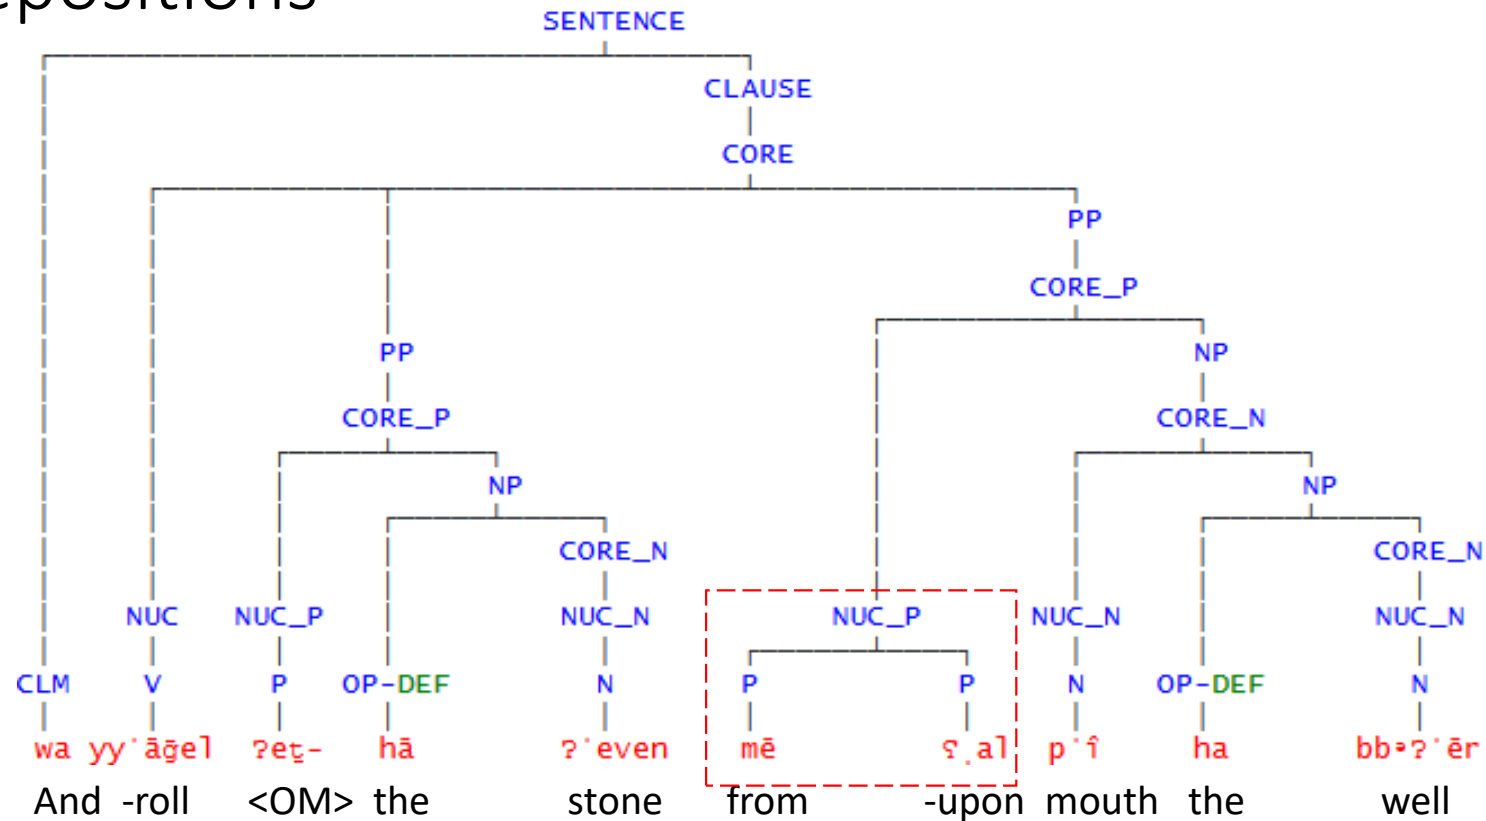 epositions
SENTENCE
CLAUSE
CORE
PP
CORE_P
PP NP
CORE_P CORE_N
NP NP
CORE_N CORE_N
NUC NUC_P NUC_N NUC_P NUC_N NUC_N
CLM V P OP-DEF N P P N OP-DEF N
wa yyˈāḡel ʔeṯ- hā ʔˈeven mē ʕˌal pˈî ha bbᵊʔˈēr
And -roll <OM> the stone from -upon mouth the well